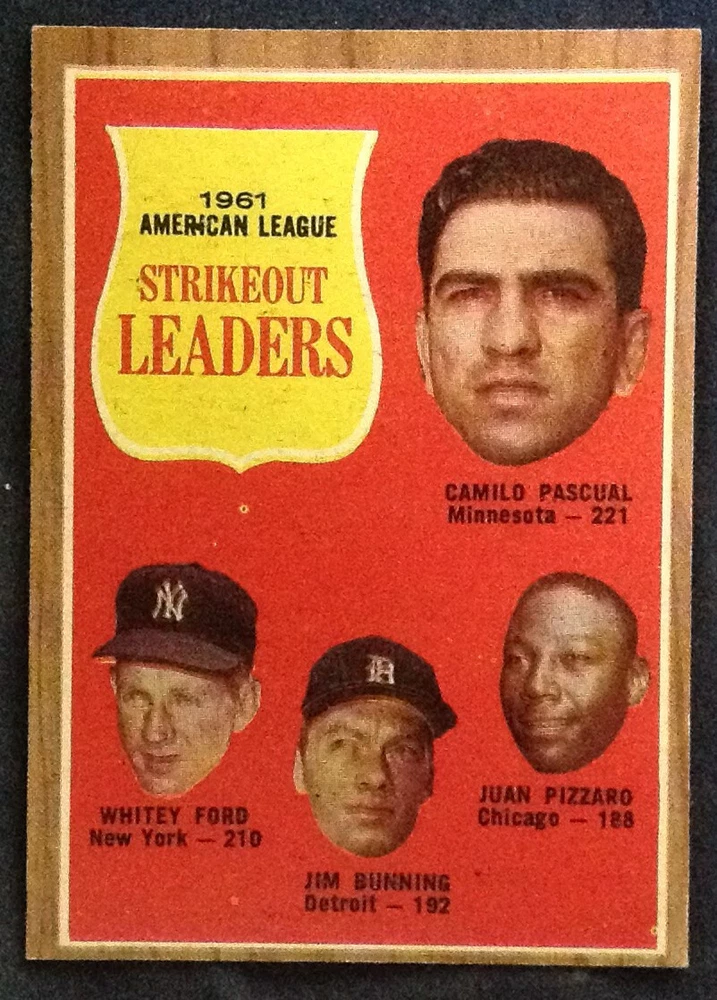 1961
AMERICAN LEAGUE
STRIKEOUT
LEADERS
CAMILO PASCUAL
Minnesota — 221
NY
WHITEY FORD
New York — 210
D
JIM BUNNING
Detroit — 192
JUAN PIZZARO
Chicago — 188